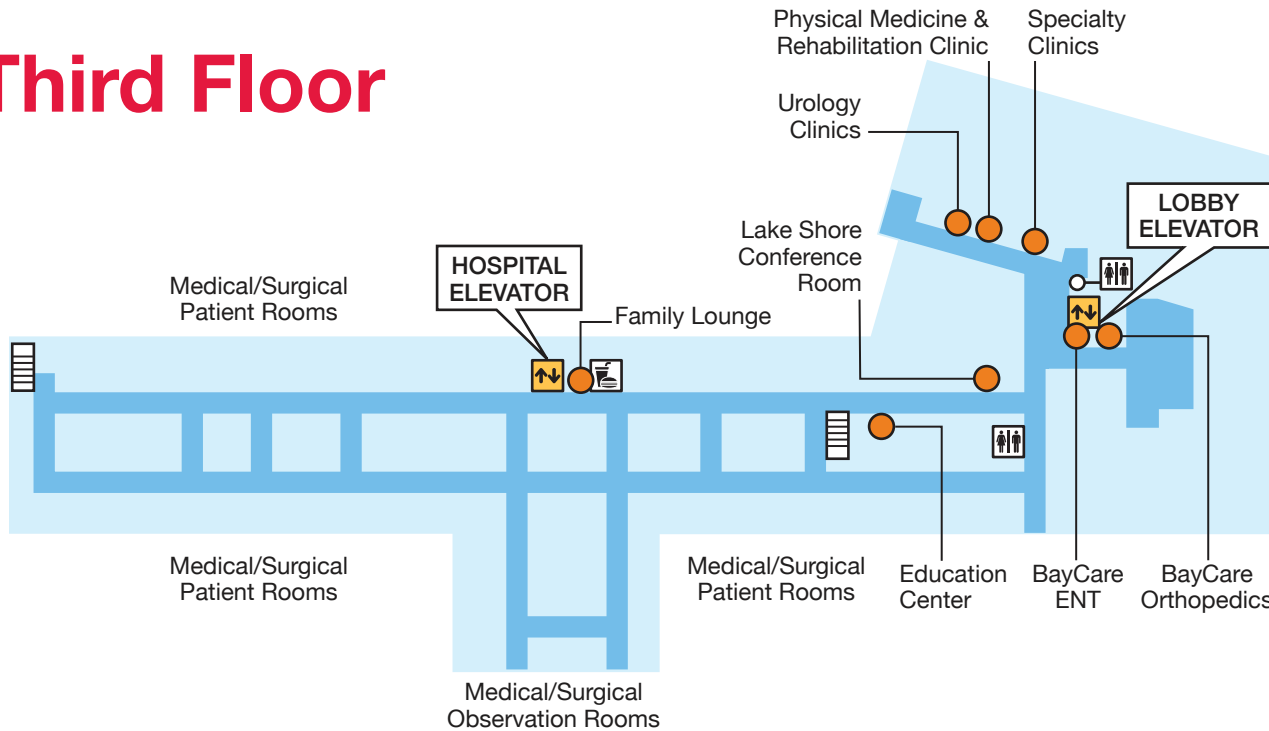 Third Floor
Physical Medicine &
Rehabilitation Clinic
Specialty
Clinics
Urology
Clinics
LOBBY
ELEVATOR
Lake Shore
Conference
Room
HOSPITAL
ELEVATOR
Medical/Surgical
Patient Rooms
Family Lounge
Medical/Surgical
Patient Rooms
Medical/Surgical
Patient Rooms
Education
Center
BayCare
ENT
BayCare
Orthopedics
Medical/Surgical
Observation Rooms